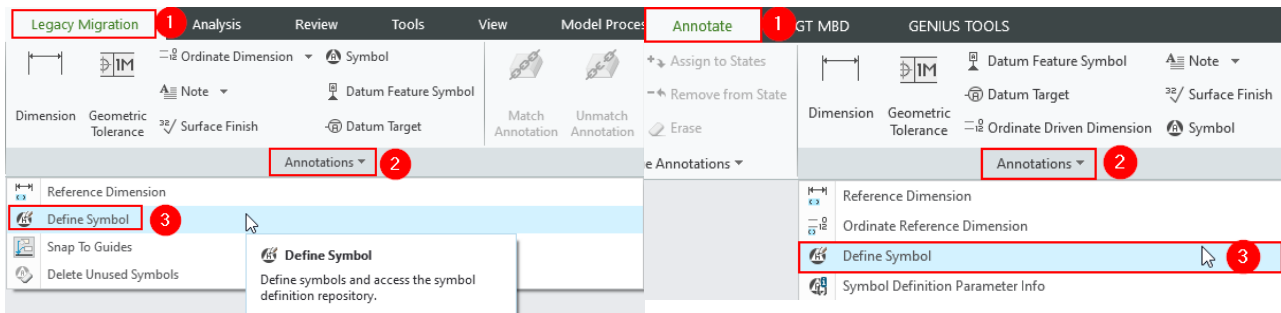 Legacy Migration 1 Analysis Review Tools View Model Proces
Ordinate Dimension Symbol
1M
Note Datum Feature Symbol
Dimension Geometric Tolerance Match Annotation Unmatch Annotation
32 Surface Finish Datum Target
Annotations 2
Reference Dimension
Define Symbol 3
Snap To Guides
Delete Unused Symbols
Define Symbol
Define symbols and access the symbol
definition repository.
Annotate 1 GT MBD GENIUS TOOLS
Assign to States
Remove from State
Erase
e Annotations
1M
Dimension Geometric Tolerance
Datum Feature Symbol Note
Datum Target 32 Surface Finish
Ordinate Driven Dimension Symbol
Annotations 2
Reference Dimension
Ordinate Reference Dimension
Define Symbol 3
Symbol Definition Parameter Info